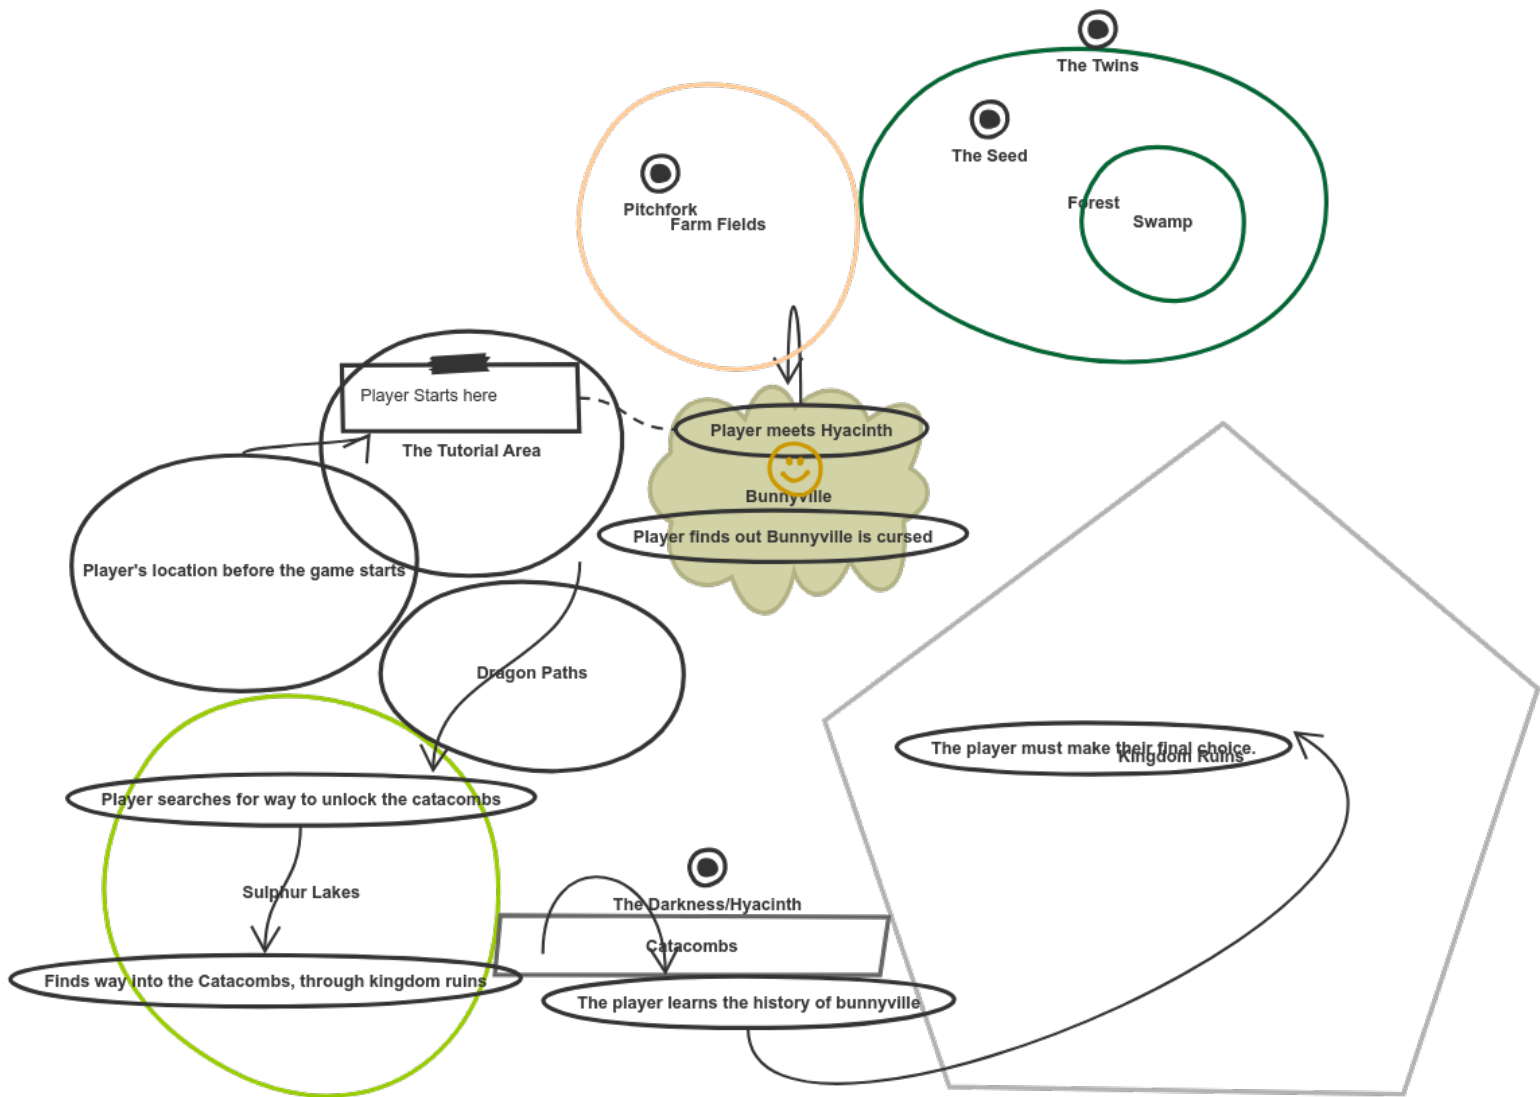 The Twins
The Seed
Pitchfork
Farm Fields
Forest
Swamp
Player Starts here
The Tutorial Area
Player meets Hyacinth
Bunnyville
Player finds out Bunnyville is cursed
Player's location before the game starts
Dragon Paths
The player must make their final choice.
Kingdom Ruins
Player searches for way to unlock the catacombs
Sulphur Lakes
The Darkness/Hyacinth
Catacombs
Finds way into the Catacombs, through kingdom ruins
The player learns the history of bunnyville